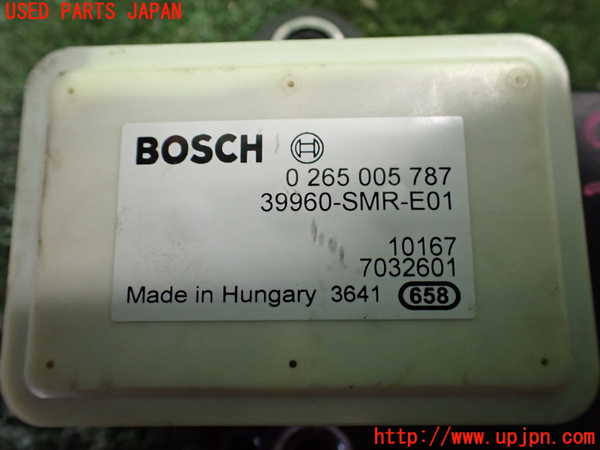 USED PARTS JAPAN
BOSCH
0 265 005 787
39960-SMR-E01
10167
7032601
Made in Hungary 3641 658
http://www.upjpn.com